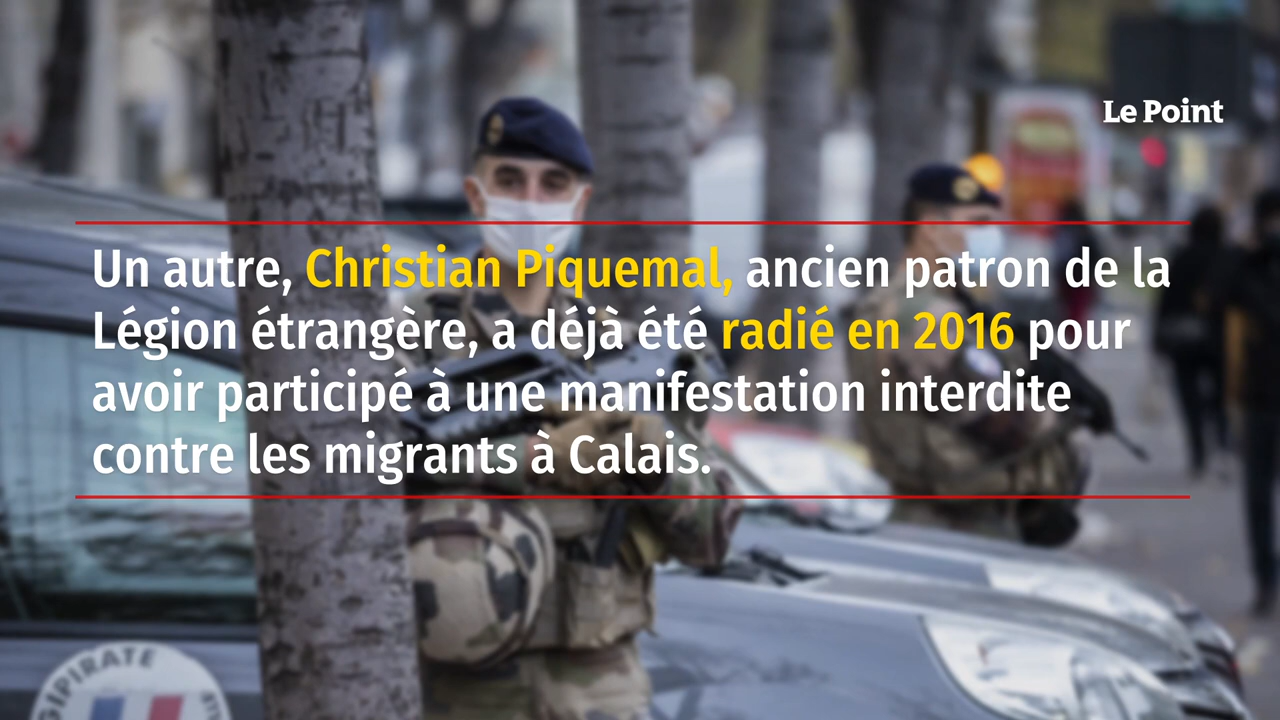 Le Point
Un autre, Christian Piquemal, ancien patron de la
Légion étrangère, a déjà été radié en 2016 pour
avoir participé à une manifestation interdite
contre les migrants à Calais.
GIPIRATE